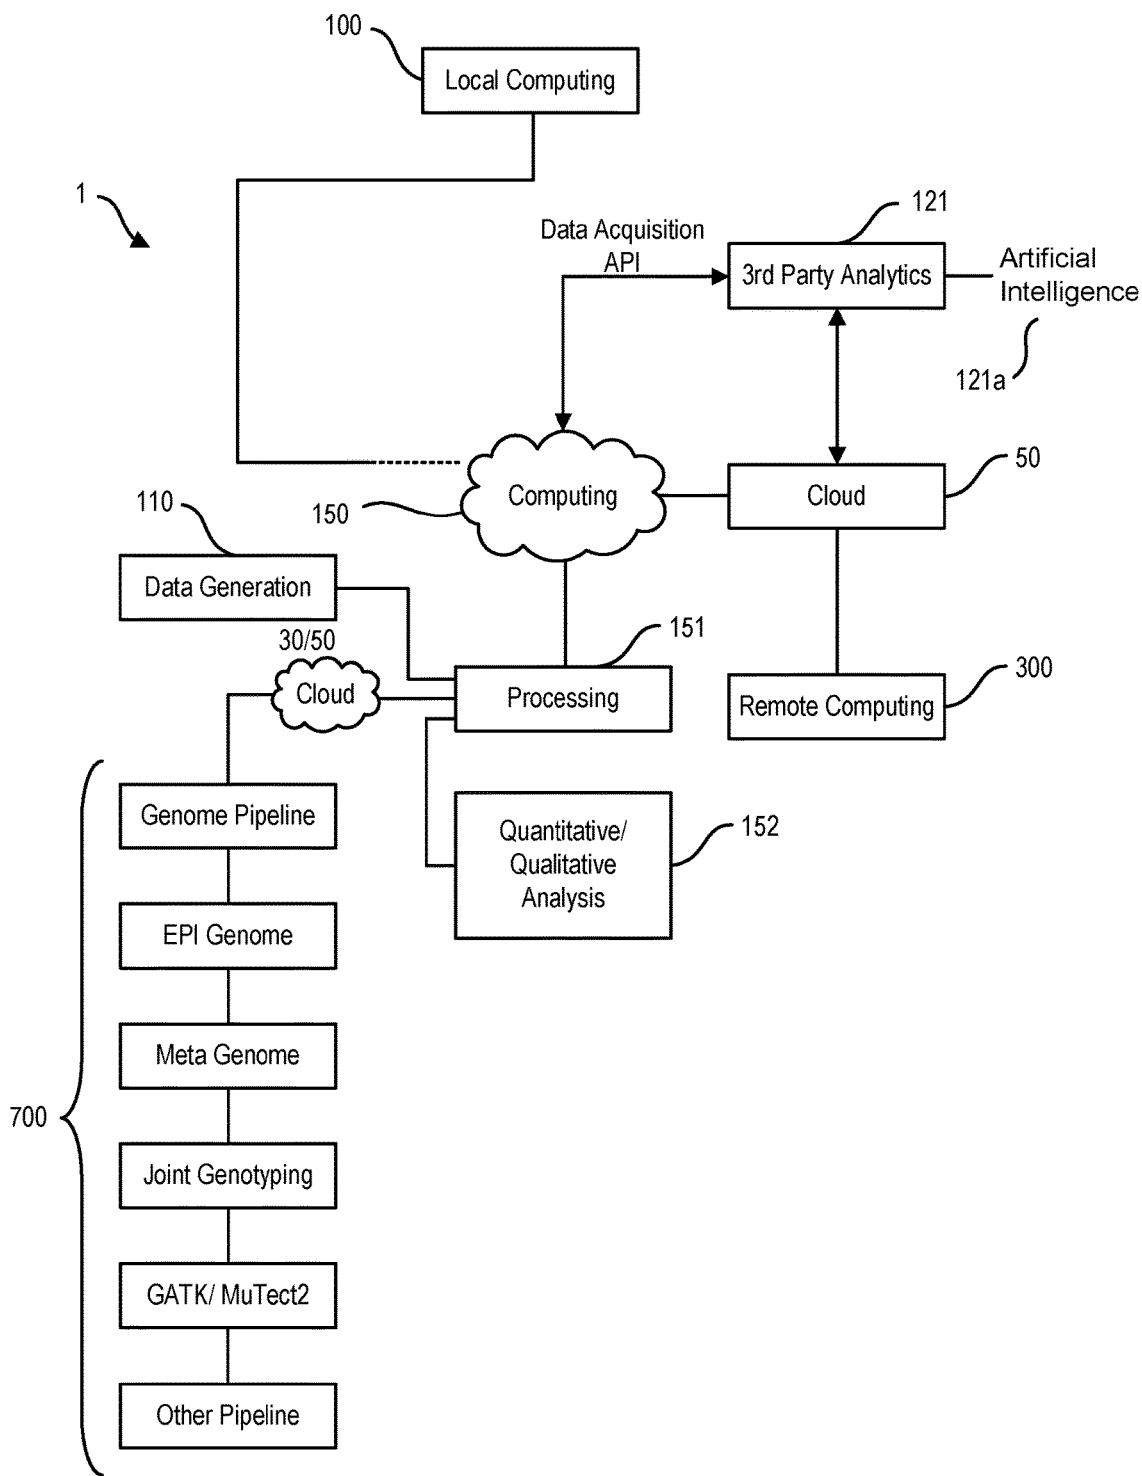 100
Local Computing
1
121
Data Acquisition
API
3rd Party Analytics
Artificial
Intelligence
121a
Computing
150
Cloud
50
110
Data Generation
30/50
Cloud
151
Processing
300
Remote Computing
Genome Pipeline
Quantitative/
Qualitative
Analysis
152
EPI Genome
Meta Genome
700
Joint Genotyping
GATK/ MuTect2
Other Pipeline